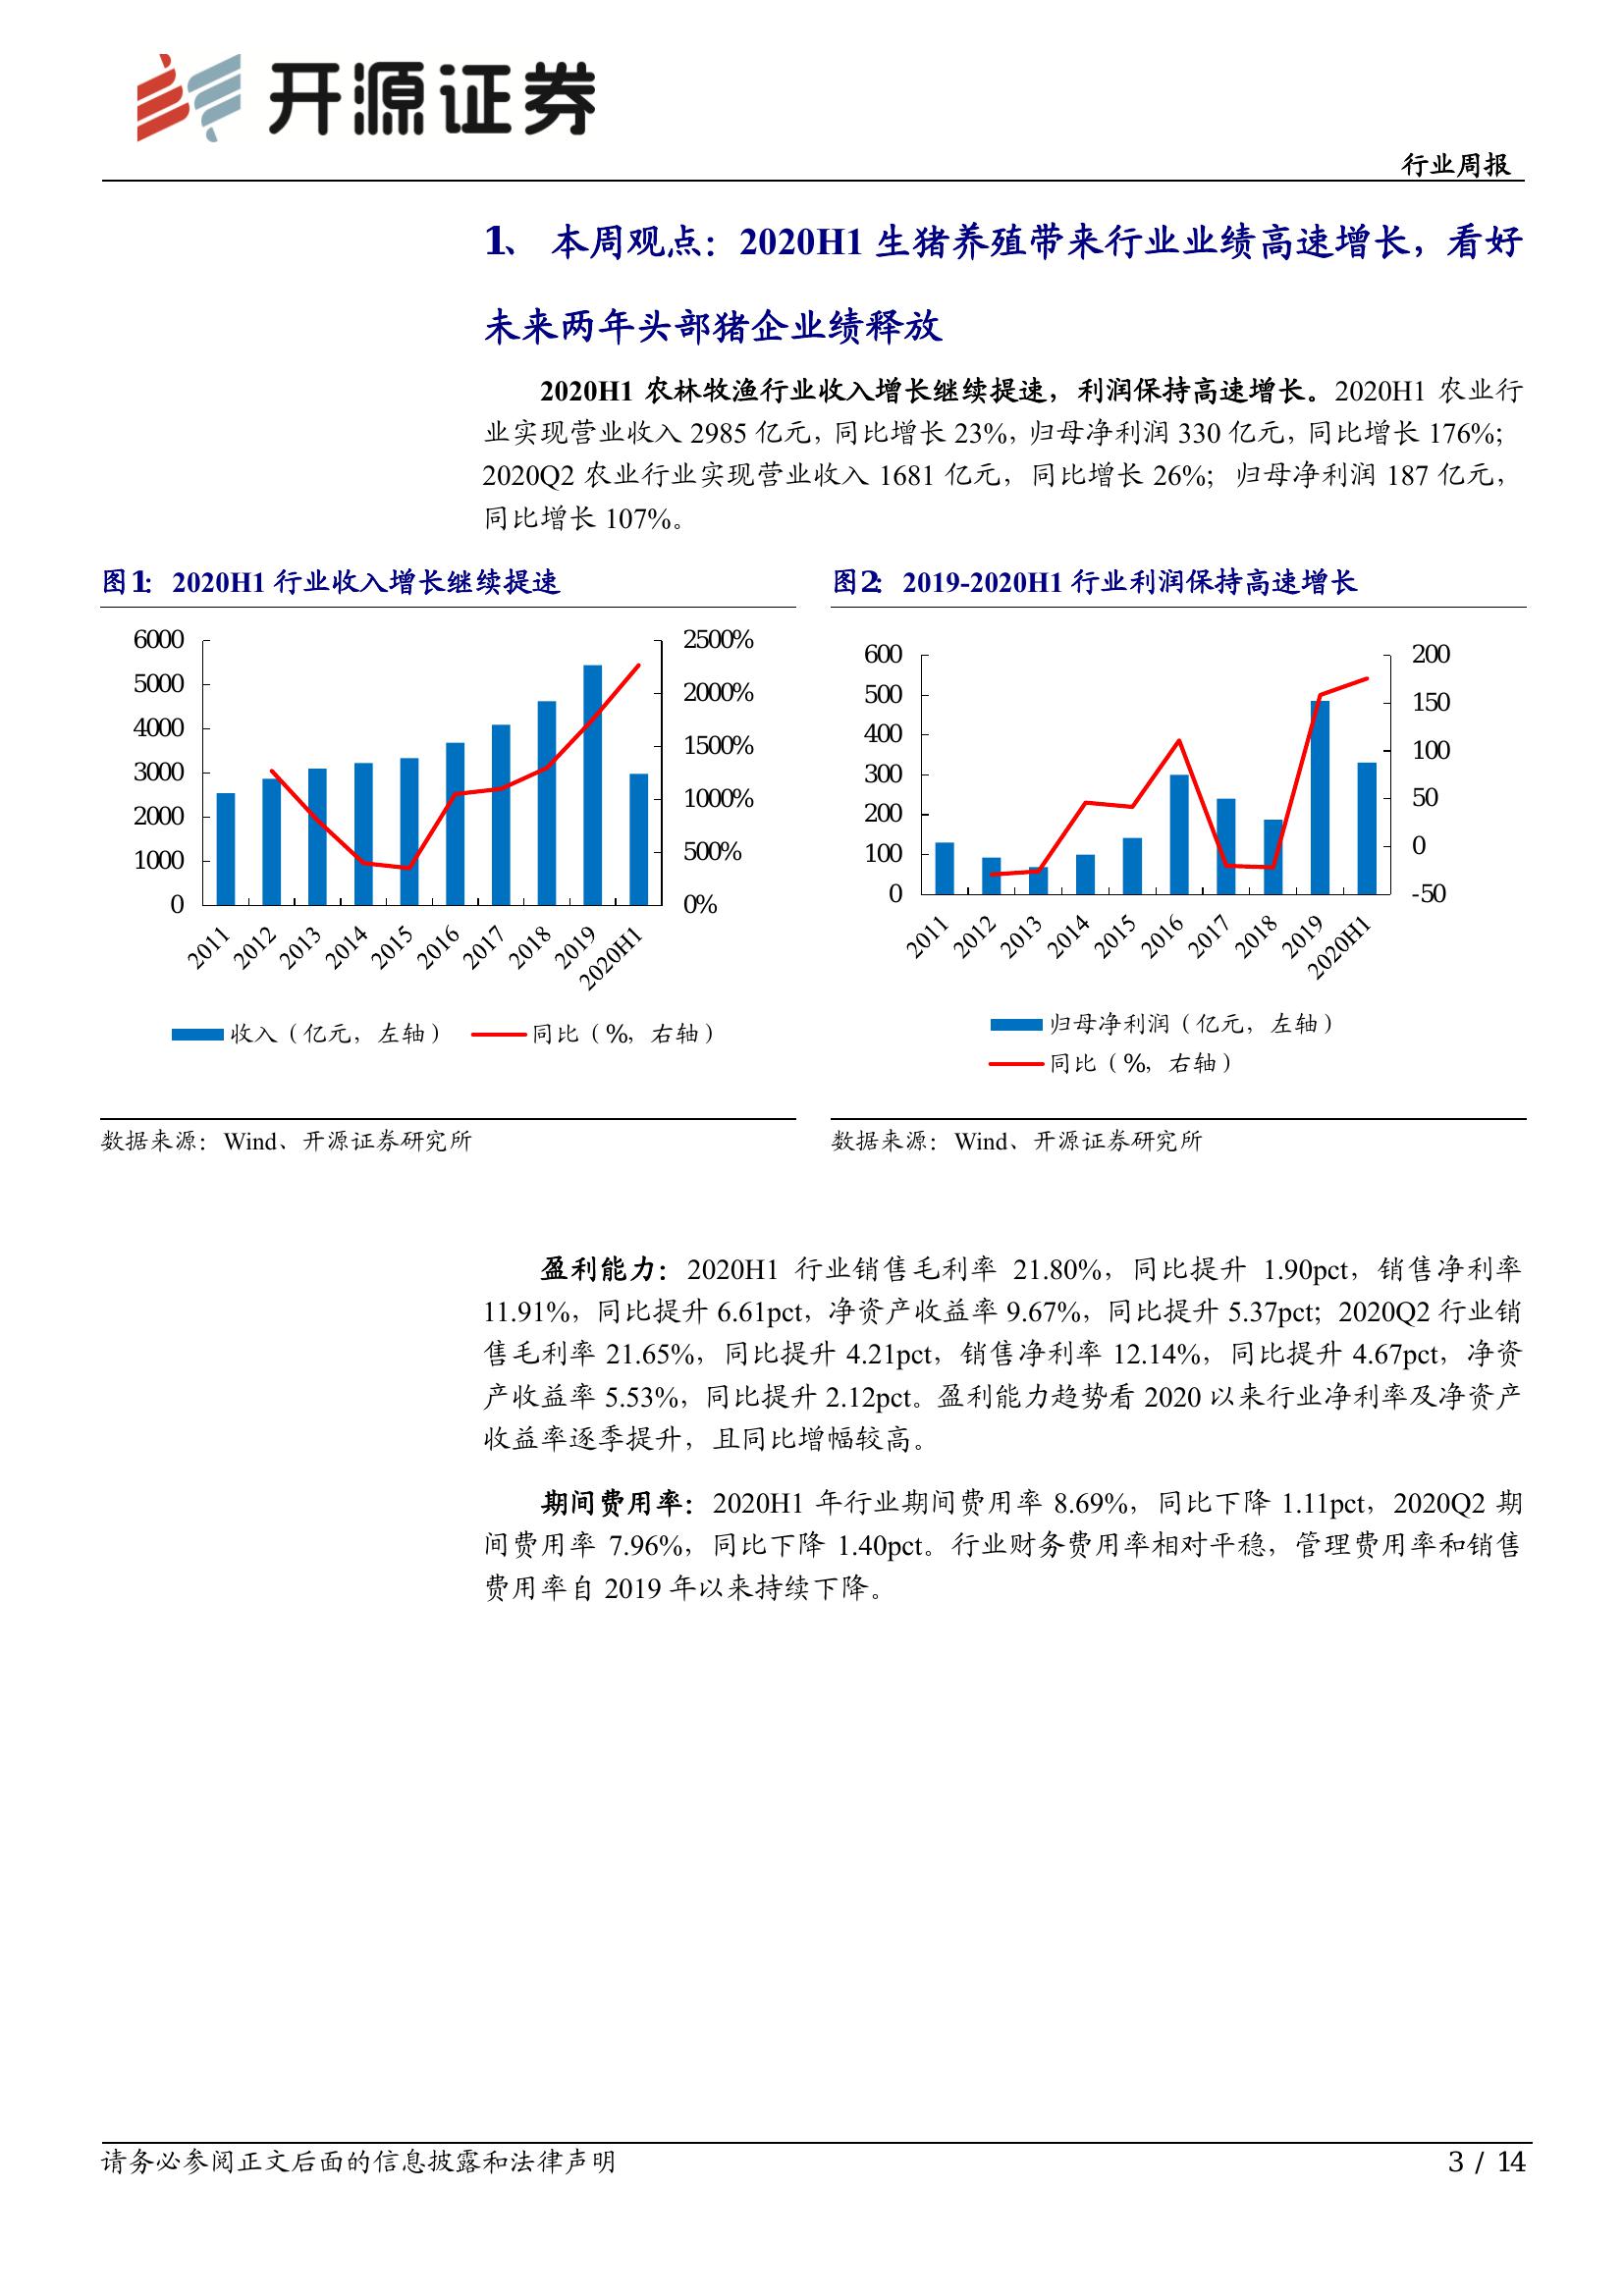 开源证券
行业周报
1、 本周观点：2020H1 生猪养殖带来行业业绩高速增长，看好
未来两年头部猪企业绩释放
2020H1 农林牧渔行业收入增长继续提速，利润保持高速增长。2020H1 农业行
业实现营业收入 2985 亿元，同比增长 23%，归母净利润 330 亿元，同比增长 176%；
2020Q2 农业行业实现营业收入 1681 亿元，同比增长 26%；归母净利润 187 亿元，
同比增长 107%。
图1： 2020H1 行业收入增长继续提速
6000
5000
4000
3000
2000
1000
0
2500%
2000%
1500%
1000%
500%
0%
2011
2012
2013
2014
2015
2016
2017
2018
2019
2020H1
收入（亿元，左轴）
同比（%，右轴）
数据来源：Wind、开源证券研究所
图2： 2019-2020H1 行业利润保持高速增长
600
500
400
300
200
100
0
200
150
100
50
0
-50
2011
2012
2013
2014
2015
2016
2017
2018
2019
2020H1
归母净利润（亿元，左轴）
同比（%，右轴）
数据来源：Wind、开源证券研究所
盈利能力：2020H1 行业销售毛利率 21.80%，同比提升 1.90pct，销售净利率
11.91%，同比提升 6.61pct，净资产收益率 9.67%，同比提升 5.37pct；2020Q2 行业销
售毛利率 21.65%，同比提升 4.21pct，销售净利率 12.14%，同比提升 4.67pct，净资
产收益率 5.53%，同比提升 2.12pct。盈利能力趋势看 2020 以来行业净利率及净资产
收益率逐季提升，且同比增幅较高。
期间费用率：2020H1 年行业期间费用率 8.69%，同比下降 1.11pct，2020Q2 期
间费用率 7.96%，同比下降 1.40pct。行业财务费用率相对平稳，管理费用率和销售
费用率自 2019 年以来持续下降。
请务必参阅正文后面的信息披露和法律声明
3 / 14